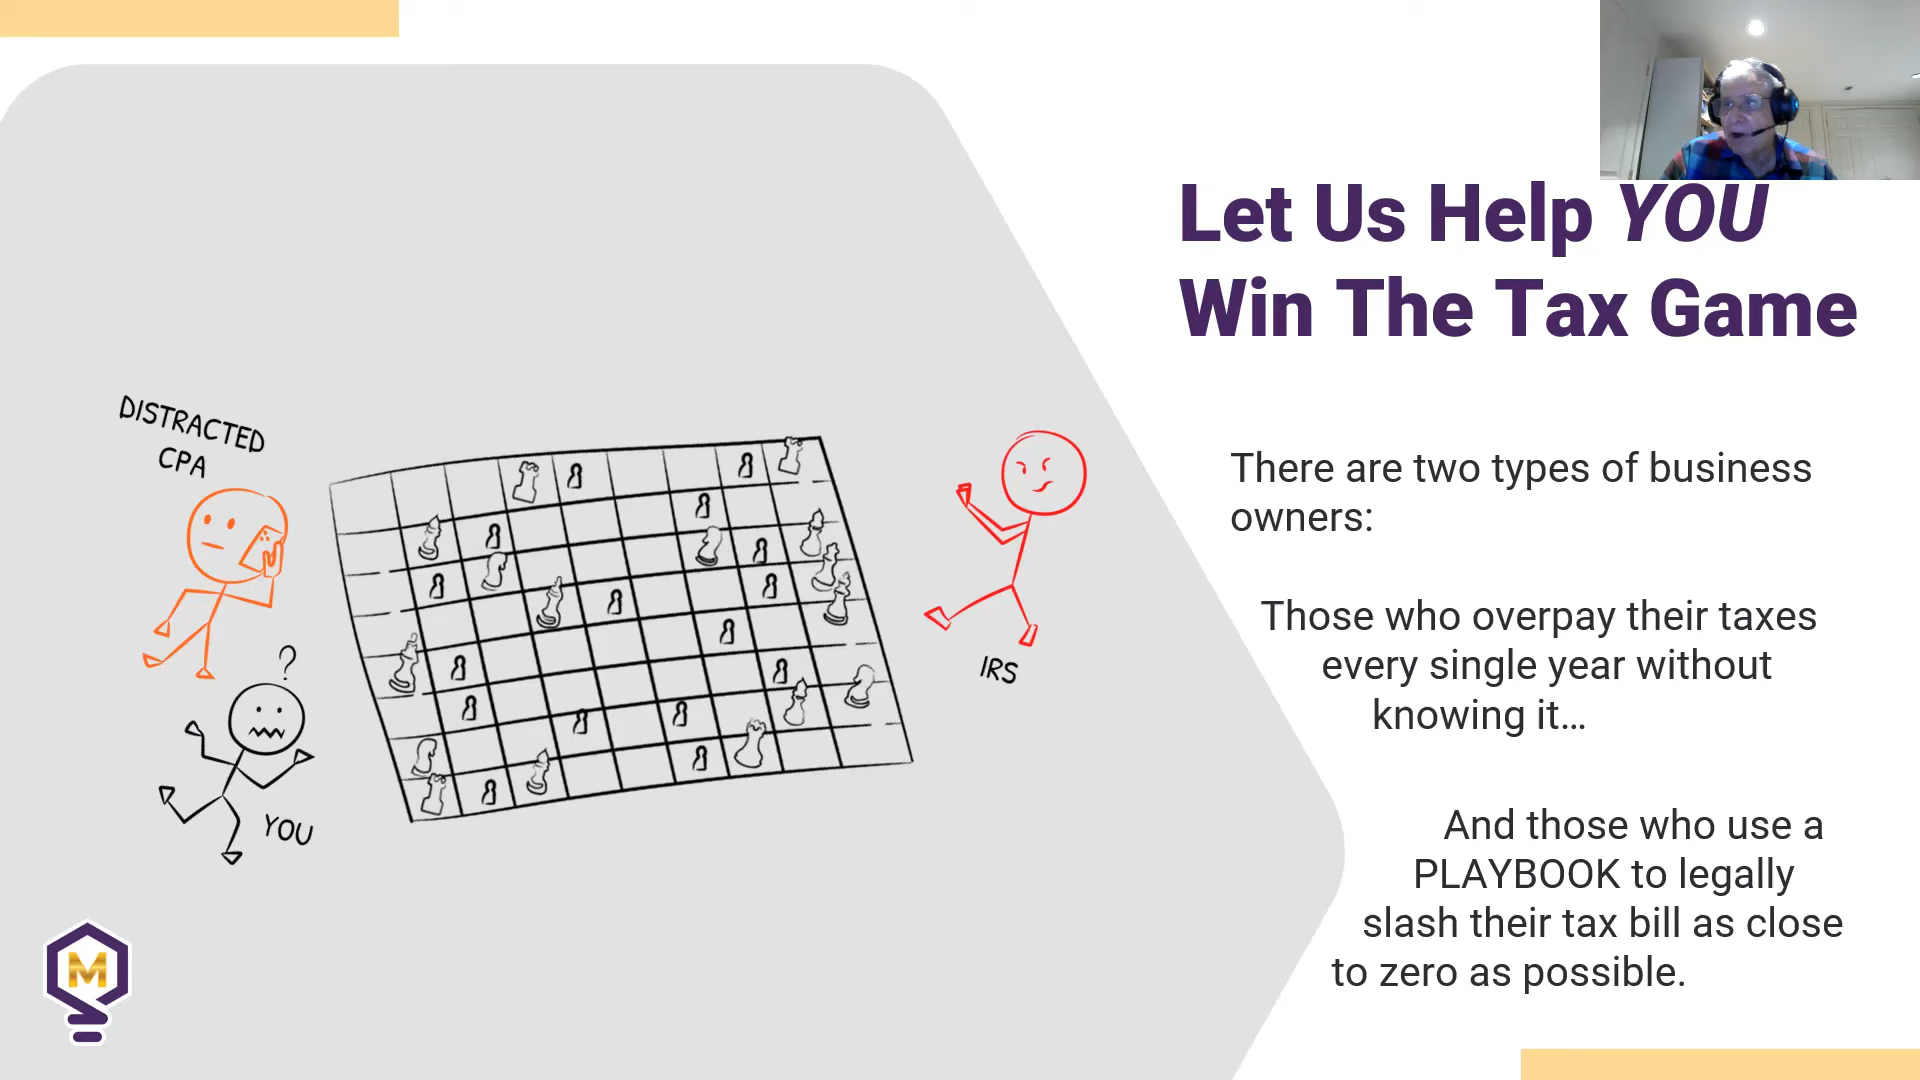 Let Us Help YOU
Win The Tax Game
DISTRACTED
CPA
?
YOU
IRS
There are two types of business
owners:
Those who overpay their taxes
every single year without
knowing it…
And those who use a
PLAYBOOK to legally
slash their tax bill as close
to zero as possible.
M